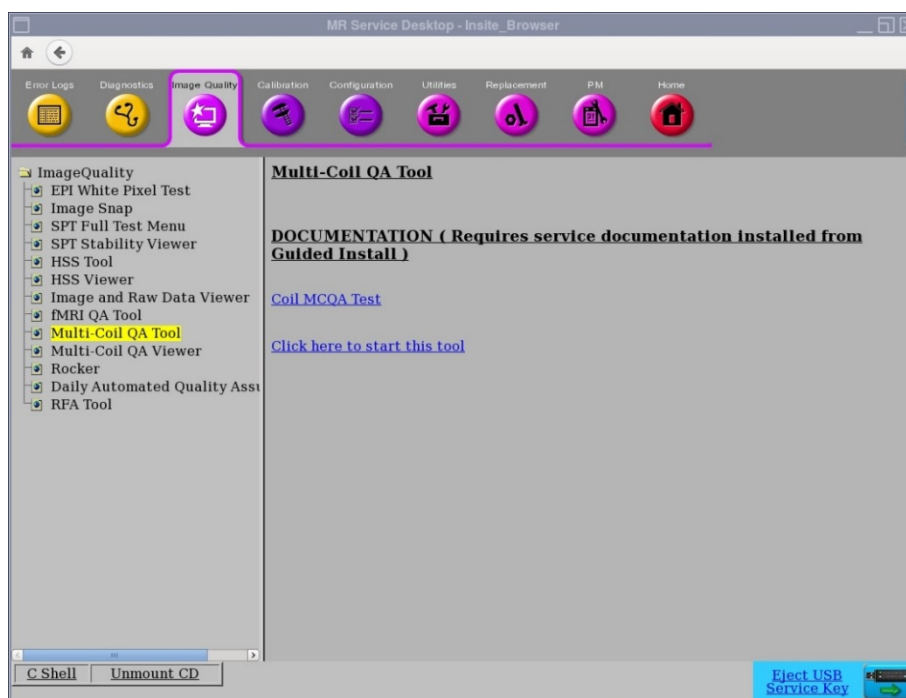 MR Service Desktop - Insite_Browser
Error Logs
Diagnostics
Image Quality
Calibration
Configuration
Utilities
Replacement
PM
Home
ImageQuality
EPI White Pixel Test
Image Snap
SPT Full Test Menu
SPT Stability Viewer
HSS Tool
HSS Viewer
Image and Raw Data Viewer
fMRI QA Tool
Multi-Coil QA Tool
Multi-Coil QA Viewer
Rocker
Daily Automated Quality Assu
RFA Tool
Multi-Coil QA Tool
DOCUMENTATION ( Requires service documentation installed from
Guided Install )
Coil MCQA Test
Click here to start this tool
C Shell
Unmount CD
Eject USB
Service Key